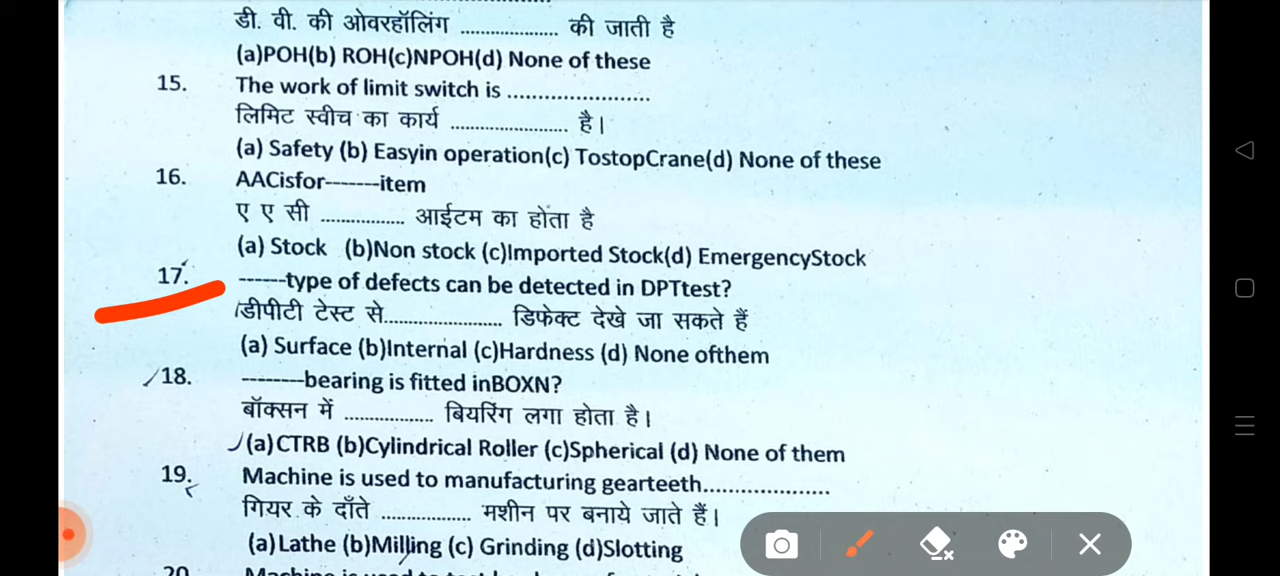 डी. वी. की ओवरहॉलिंग .................... की जाती है
(a)POH(b) ROH(c)NPOH(d) None of these
15. The work of limit switch is .......................
लिमिट स्वीच का कार्य ........................ है।
(a) Safety (b) Easyin operation(c) TostopCrane(d) None of these
16. AACisfor-------item
ए ए सी ................. आईटम का होता है
(a) Stock (b)Non stock (c)Imported Stock(d) EmergencyStock
17. ------type of defects can be detected in DPTtest?
डीपीटी टेस्ट से........................ डिफेक्ट देखे जा सकते हैं
(a) Surface (b)Internal (c)Hardness (d) None ofthem
18. --------bearing is fitted inBOXN?
बॉक्सन में .................. बियरिंग लगा होता है।
(a)CTRB (b)Cylindrical Roller (c)Spherical (d) None of them
19. Machine is used to manufacturing gearteeth....................
गियर के दाँते .................. मशीन पर बनाये जाते हैं।
(a)Lathe (b)Milling (c) Grinding (d)Slotting
20.